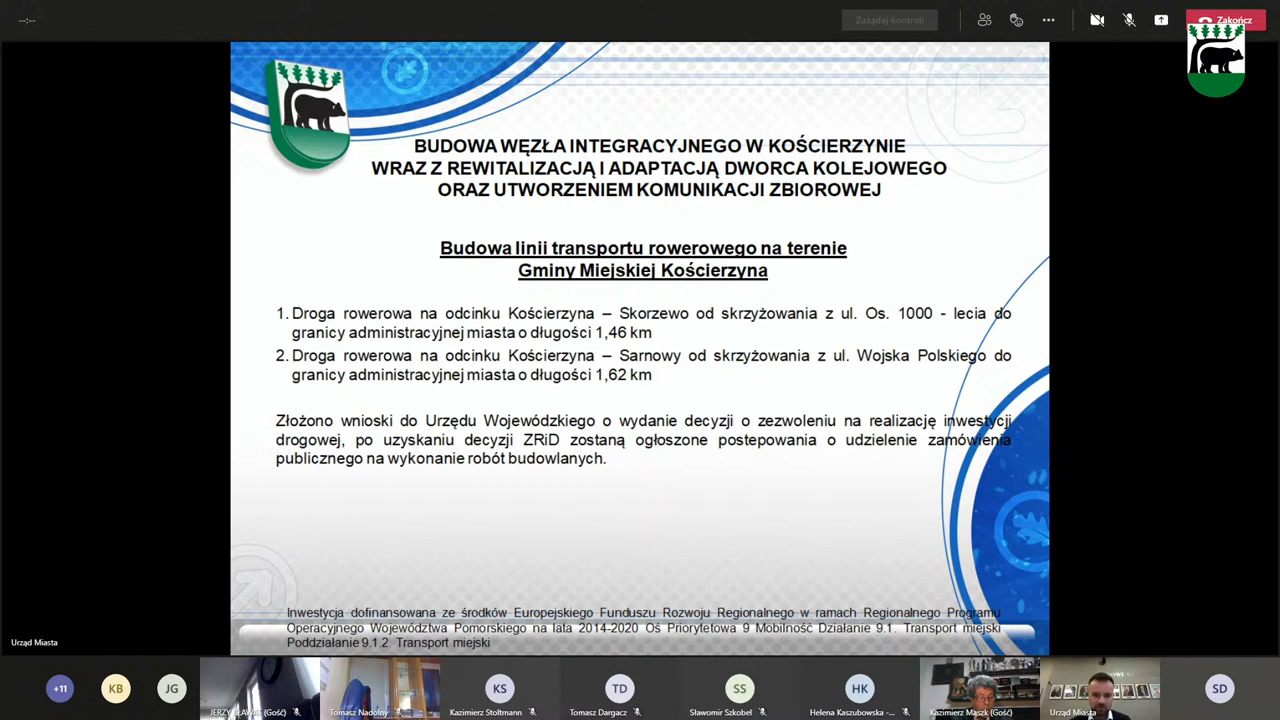 --:--
Zażądaj kontroli
Zakończ
BUDOWA WĘZŁA INTEGRACYJNEGO W KOŚCIERZYNIE
WRAZ Z REWITALIZACJĄ I ADAPTACJĄ DWORCA KOLEJOWEGO
ORAZ UTWORZENIEM KOMUNIKACJI ZBIOROWEJ
Budowa linii transportu rowerowego na terenie
Gminy Miejskiej Kościerzyna
1. Droga rowerowa na odcinku Kościerzyna – Skorzewo od skrzyżowania z ul. Os. 1000 - lecia do
granicy administracyjnej miasta o długości 1,46 km
2. Droga rowerowa na odcinku Kościerzyna – Sarnowy od skrzyżowania z ul. Wojska Polskiego do
granicy administracyjnej miasta o długości 1,62 km
Złożono wnioski do Urzędu Wojewódzkiego o wydanie decyzji o zezwoleniu na realizację inwestycji
drogowej, po uzyskaniu decyzji ZRiD zostaną ogłoszone postepowania o udzielenie zamówienia
publicznego na wykonanie robót budowlanych.
Inwestycja dofinansowana ze środków Europejskiego Funduszu Rozwoju Regionalnego w ramach Regionalnego Programu
Operacyjnego Województwa Pomorskiego na lata 2014-2020 Oś Priorytetowa 9 Mobilność Działanie 9.1. Transport miejski
Poddziałanie 9.1.2. Transport miejski
Urząd Miasta
+11 KB JG KS TD SS HK SD
JERZY SŁAWAT (Gość) Tomasz Nadolny Kazimierz Stoltmann Tomasz Dargacz Sławomir Szkobel Helena Kaszubowska -... Kazimierz Maszk (Gość) Urząd Miasta